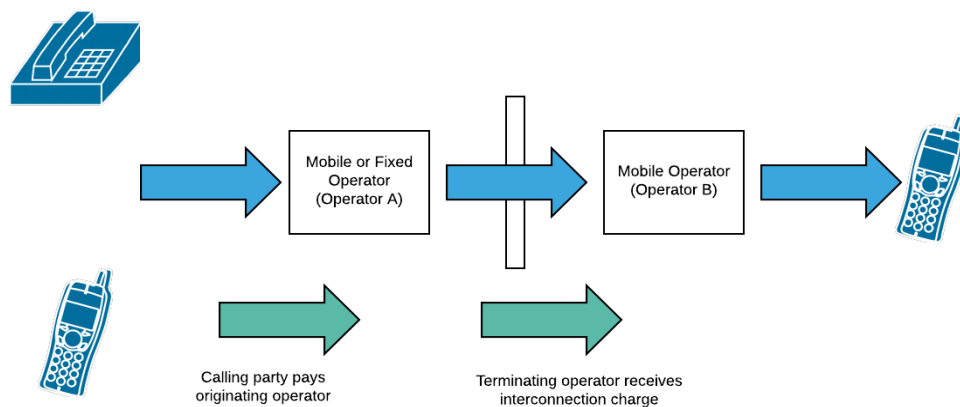 Mobile or Fixed
Operator
(Operator A)
Mobile Operator
(Operator B)
Calling party pays
originating operator
Terminating operator receives
interconnection charge